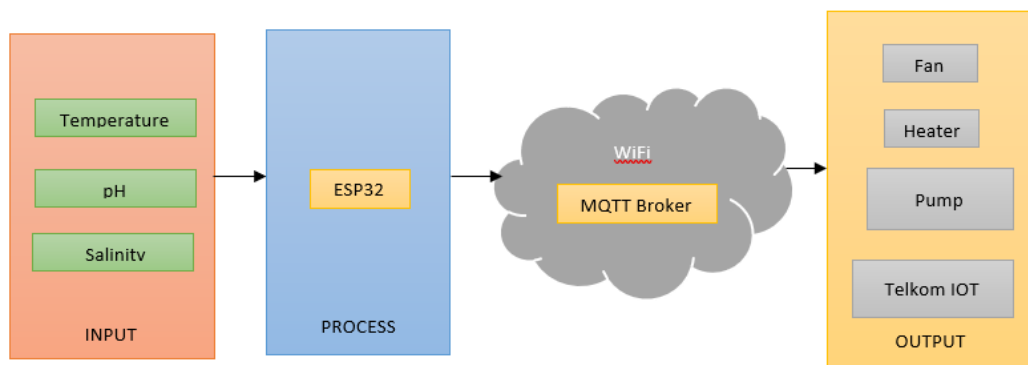 Temperature
pH
Salinity
INPUT
ESP32
PROCESS
WiFi
MQTT Broker
Fan
Heater
Pump
Telkom IOT
OUTPUT